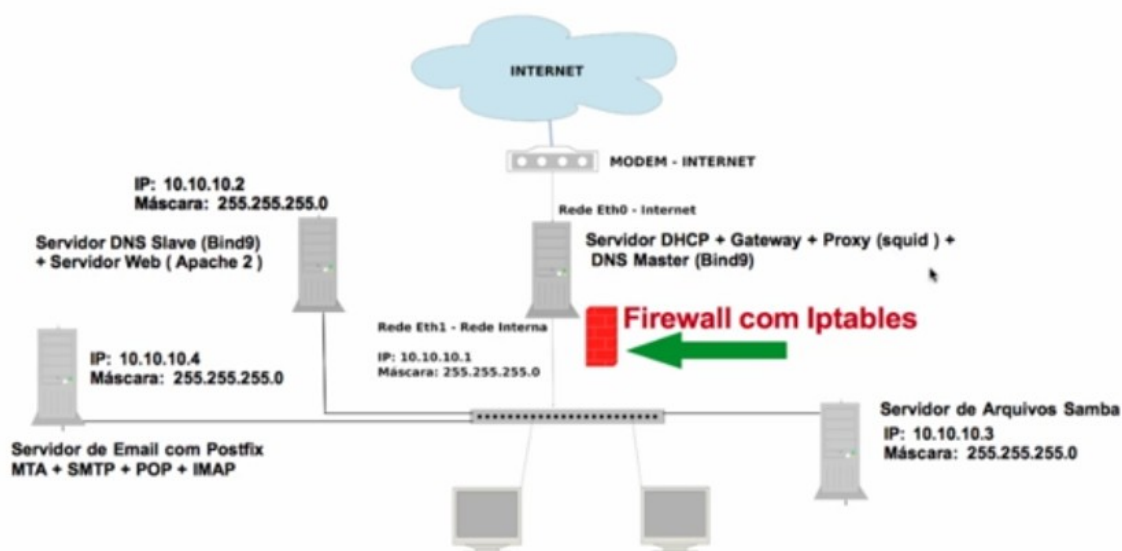 INTERNET
MODEM - INTERNET
IP: 10.10.10.2
Máscara: 255.255.255.0
Rede Eth0 - Internet
Servidor DNS Slave (Bind9)
+ Servidor Web ( Apache 2 )
Servidor DHCP + Gateway + Proxy (squid ) +
DNS Master (Bind9)
Firewall com Iptables
Rede Eth1 - Rede Interna
IP: 10.10.10.1
Máscara: 255.255.255.0
IP: 10.10.10.4
Máscara: 255.255.255.0
Servidor de Email com Postfix
MTA + SMTP + POP + IMAP
Servidor de Arquivos Samba
IP: 10.10.10.3
Máscara: 255.255.255.0